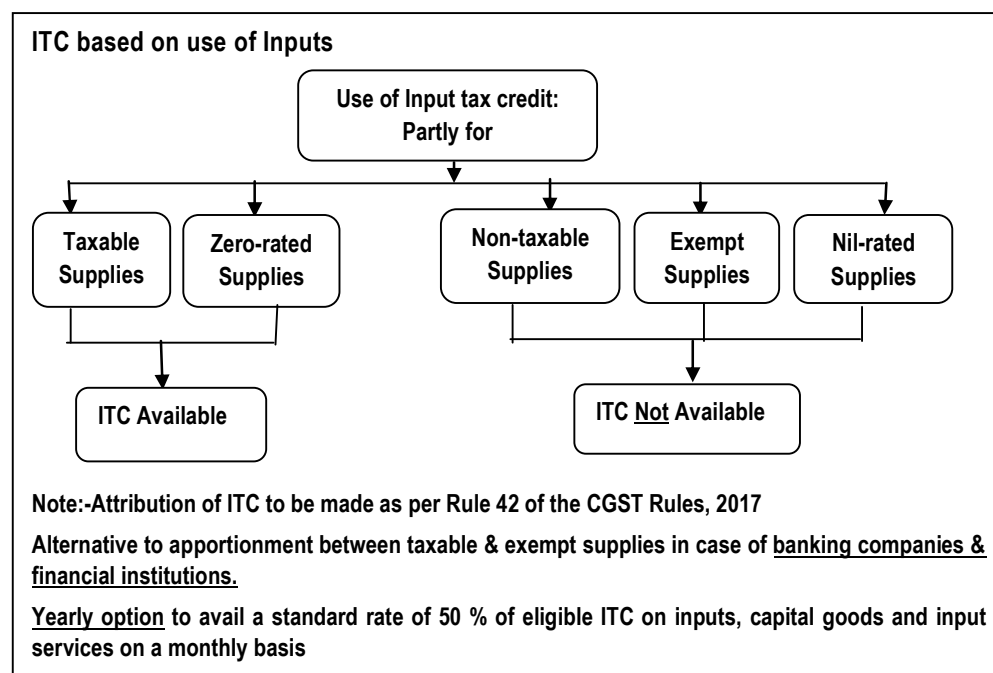 ITC based on use of Inputs
Use of Input tax credit:
Partly for
Taxable
Supplies
Zero-rated
Supplies
Non-taxable
Supplies
Exempt
Supplies
Nil-rated
Supplies
ITC Available
ITC Not Available
Note:-Attribution of ITC to be made as per Rule 42 of the CGST Rules, 2017
Alternative to apportionment between taxable & exempt supplies in case of banking companies &
financial institutions.
Yearly option to avail a standard rate of 50 % of eligible ITC on inputs, capital goods and input
services on a monthly basis